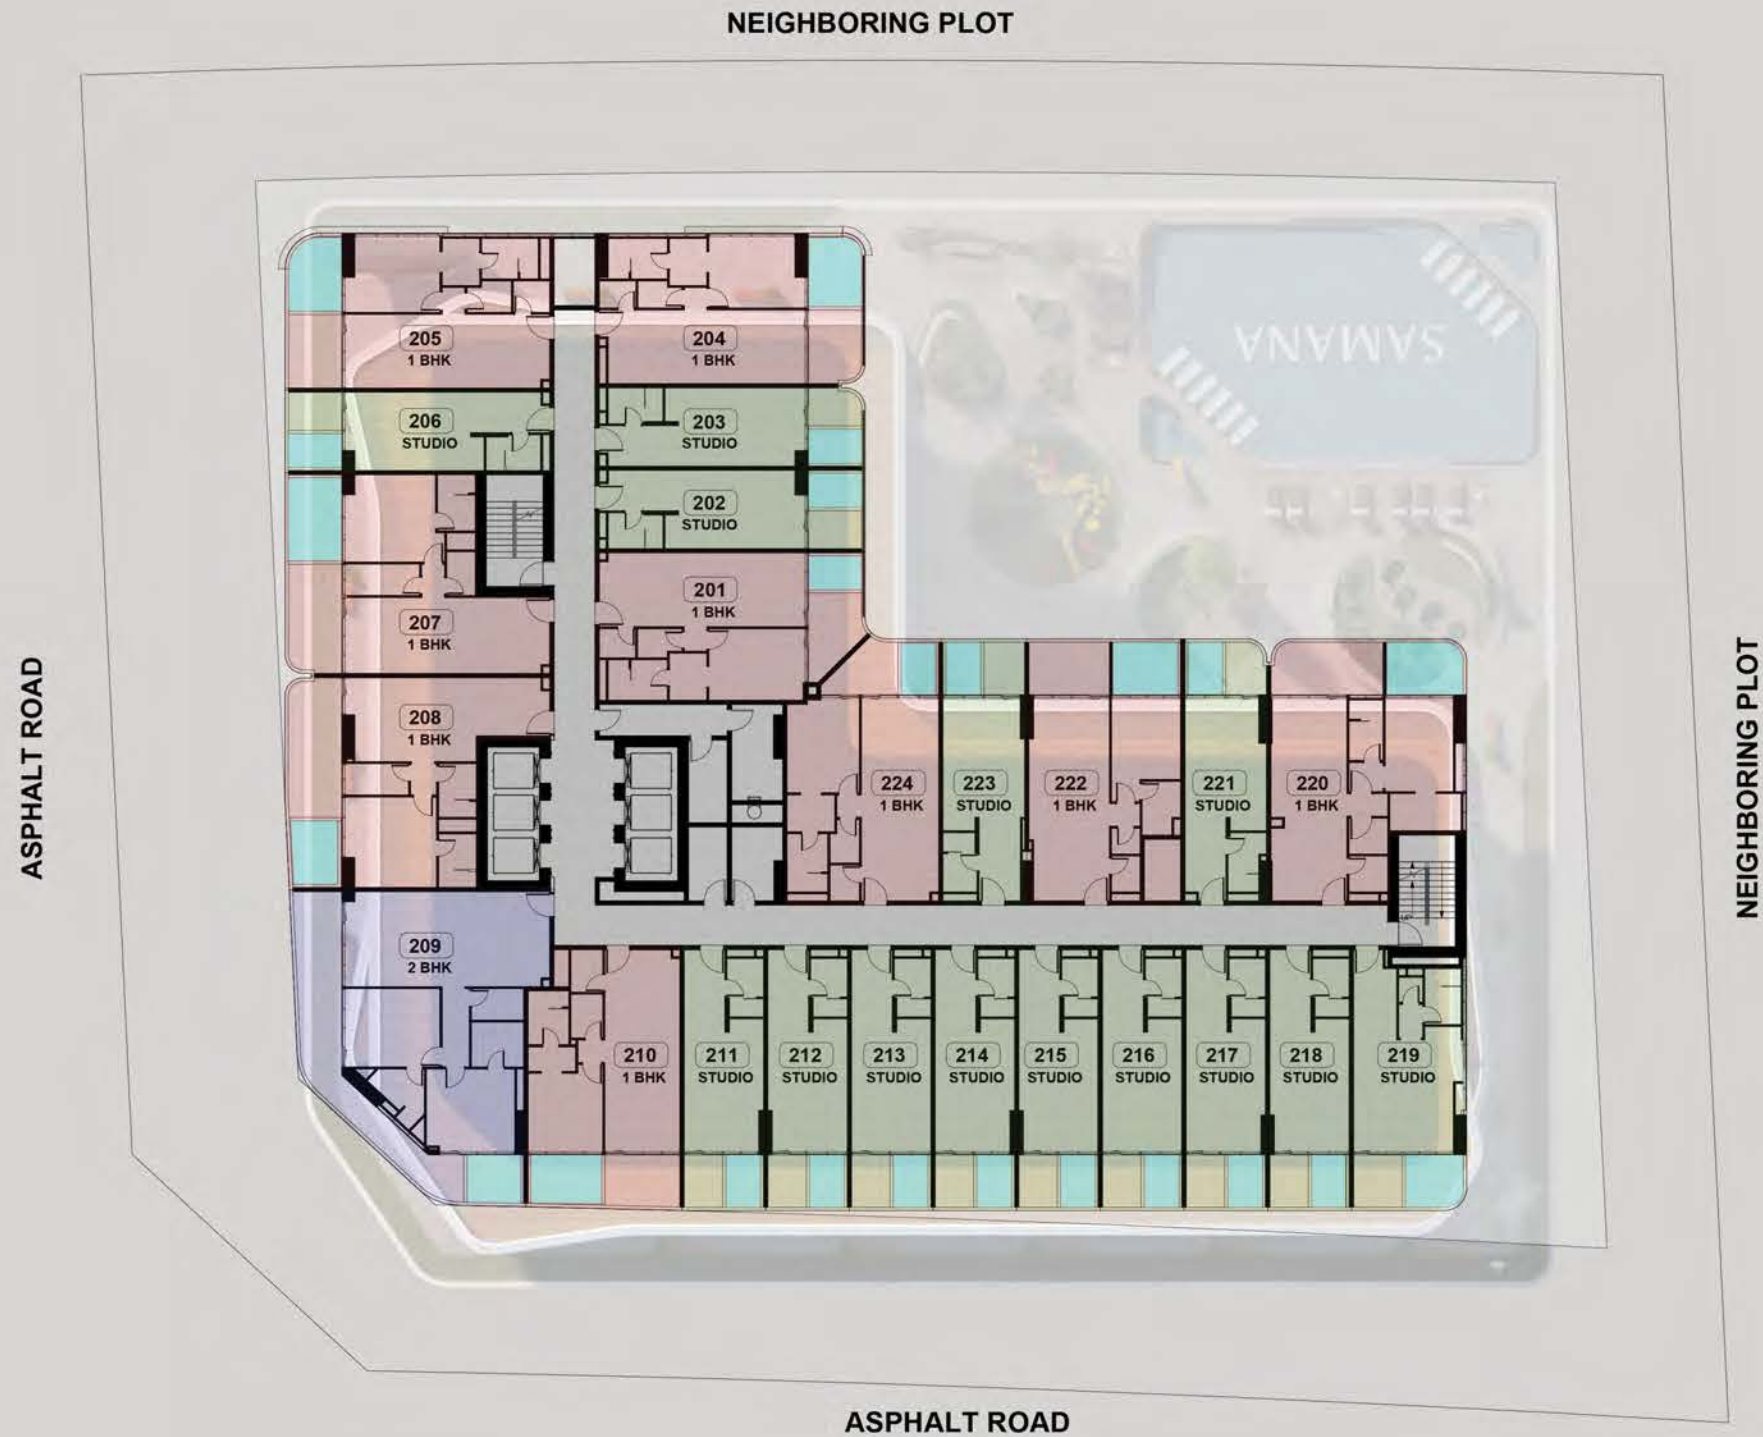 NEIGHBORING PLOT
SAMANA
205
1 BHK
204
1 BHK
206
STUDIO
203
STUDIO
202
STUDIO
201
1 BHK
207
1 BHK
208
1 BHK
224
1 BHK
223
STUDIO
222
1 BHK
221
STUDIO
220
1 BHK
ASPHALT ROAD
NEIGHBORING PLOT
209
2 BHK
210
1 BHK
211
STUDIO
212
STUDIO
213
STUDIO
214
STUDIO
215
STUDIO
216
STUDIO
217
STUDIO
218
STUDIO
219
STUDIO
ASPHALT ROAD